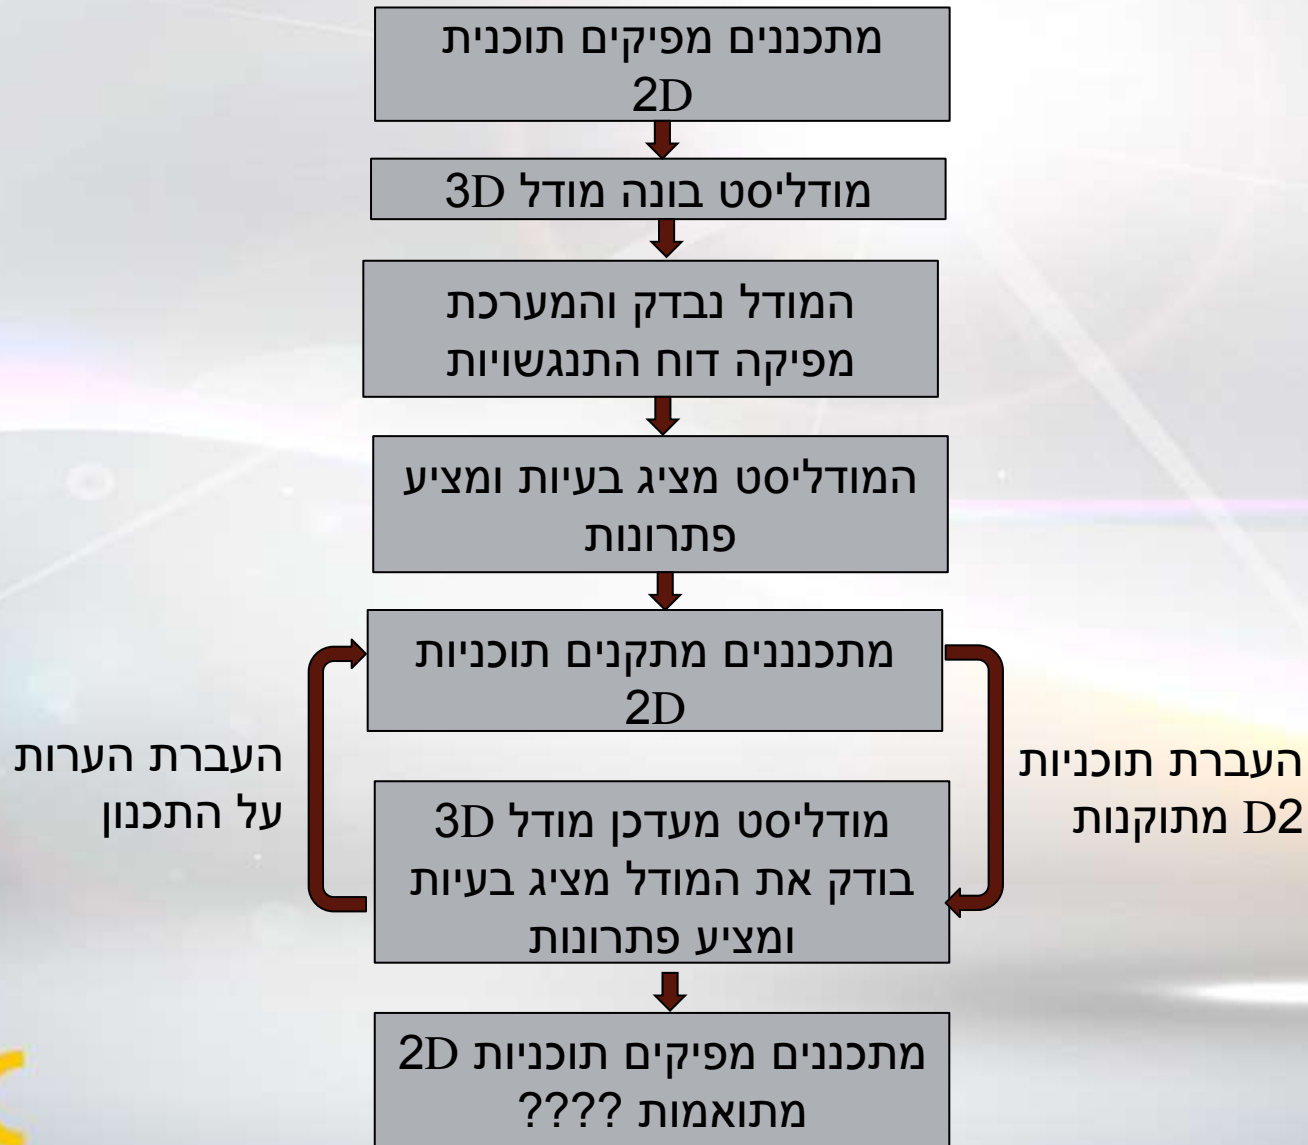 מתכננים מפיקים תוכנית
2D
מודליסט בונה מודל 3D
המודל נבדק והמערכת
מפיקה דוח התנגשויות
המודליסט מציג בעיות ומציע
פתרונות
מתכנננים מתקנים תוכניות
2D
העברת תוכניות
D2 מתוקנות
העברת הערות
על התכנון
מודליסט מעדכן מודל 3D
בודק את המודל מציג בעיות
ומציע פתרונות
מתכננים מפיקים תוכניות 2D
מתואמות ????